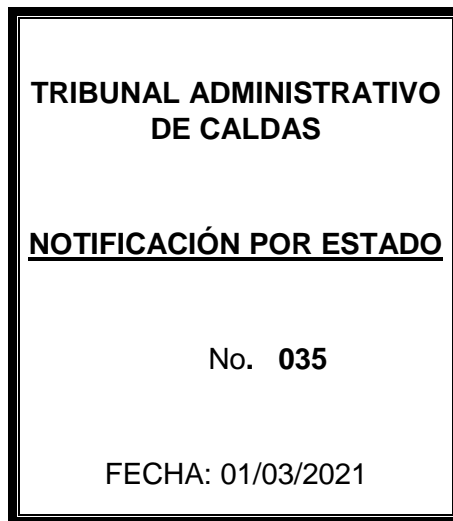 TRIBUNAL ADMINISTRATIVO
DE CALDAS
NOTIFICACIÓN POR ESTADO
No. 035
FECHA: 01/03/2021